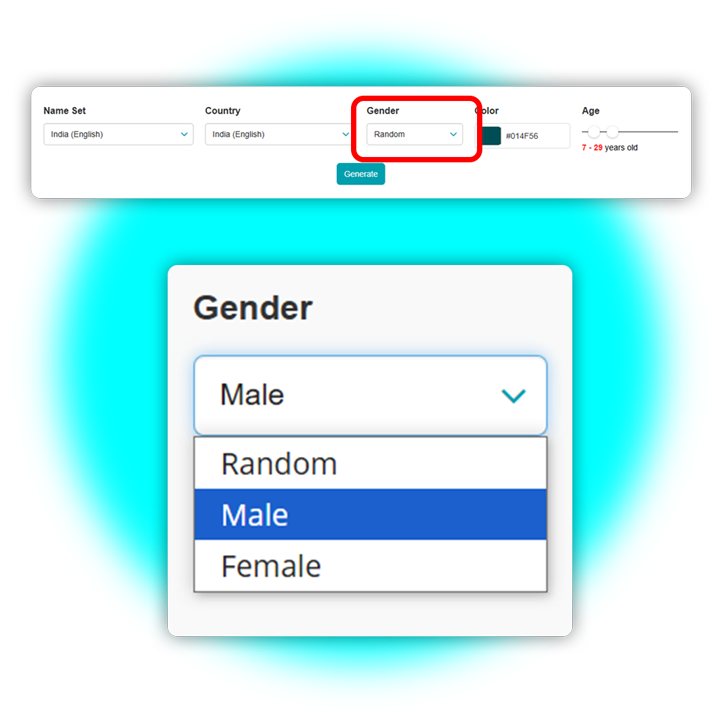 Name Set Country Gender Color Age
India (English) India (English) Random #014F56
7 - 29 years old
Generate
Gender
Male
Random
Male
Female